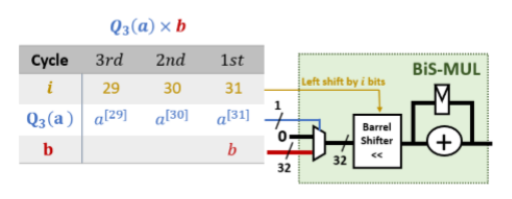 Q₃(a) × b
Cycle 3rd 2nd 1st
i 29 30 31
Q₃(a) a[29] a[30] a[31]
b b
BiS-MUL
Left shift by i bits
1
0
32
32
Barrel
Shifter
<<
+